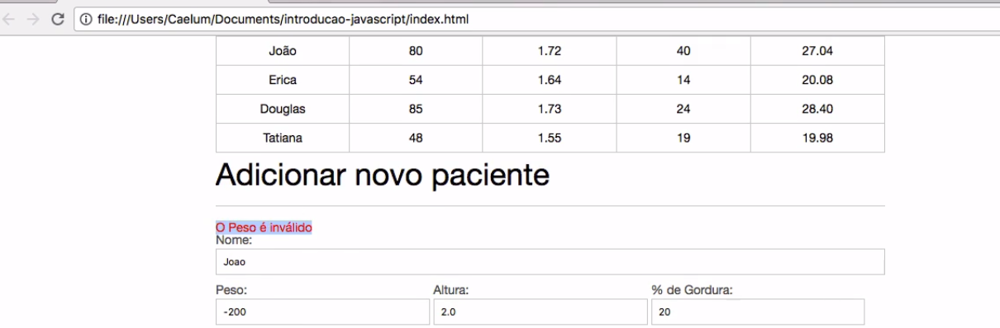 file:///Users/Caelum/Documents/introducao-javascript/index.html
João 80 1.72 40 27.04
Erica 54 1.64 14 20.08
Douglas 85 1.73 24 28.40
Tatiana 48 1.55 19 19.98
Adicionar novo paciente
O Peso é inválido
Nome:
Joao
Peso: Altura: % de Gordura:
-200 2.0 20